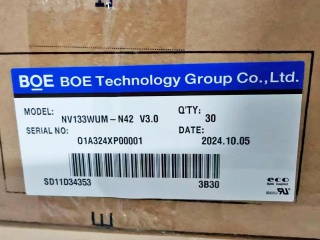 BOE BOE Technology Group Co., Ltd.
MODEL: NV133WUM-N42 V3.0 Q'TY: 30
SERIAL NO: 01A324XP00001 DATE: 2024.10.05
SD11D34353 3B30
eco